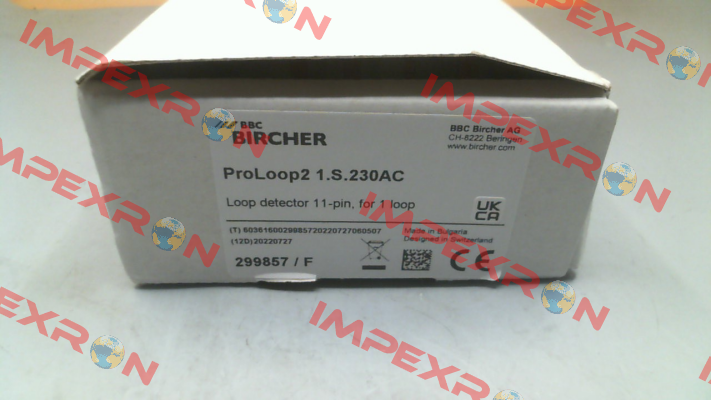 IMPEXRON
IMPEXRON
IMPEXRON
BBC
BIRCHER
BBC Bircher AG
CH-6222 Beringen
www.bircher.com
ProLoop2 1.S.230AC
Loop detector 11-pin, for 1 loop
UK
CA
(T) 6036160029985720220727060507
(12D)20220727
Made in Bulgaria
Designed in Switzerland
299857 / F
CE
IMPEXRON
IMPEXRON
IMPEXRON